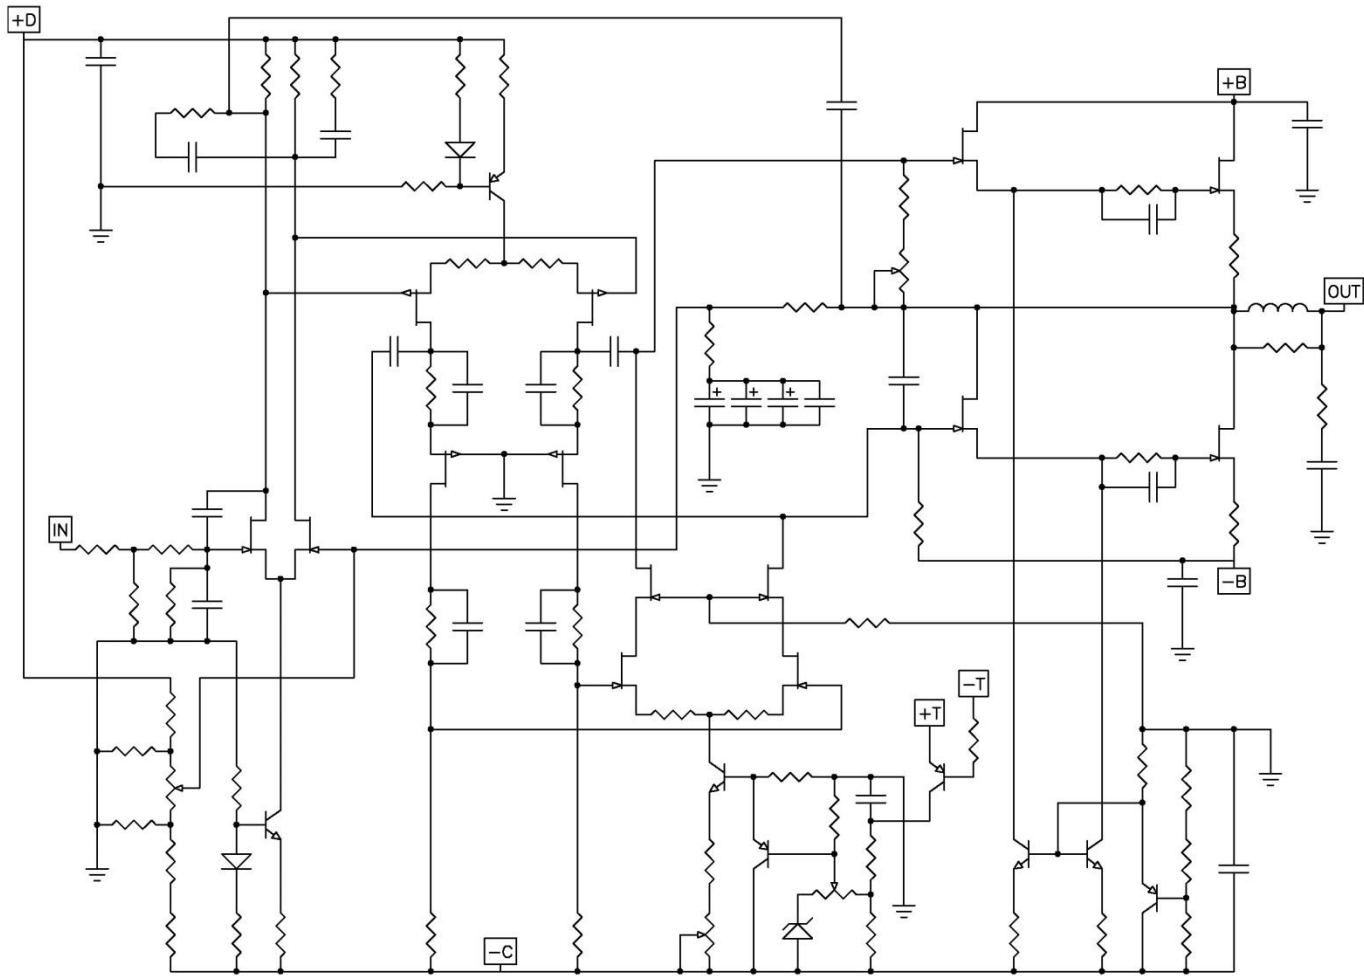 +D
+B
OUT
IN
-B
-T
+T
-C
+
+
+